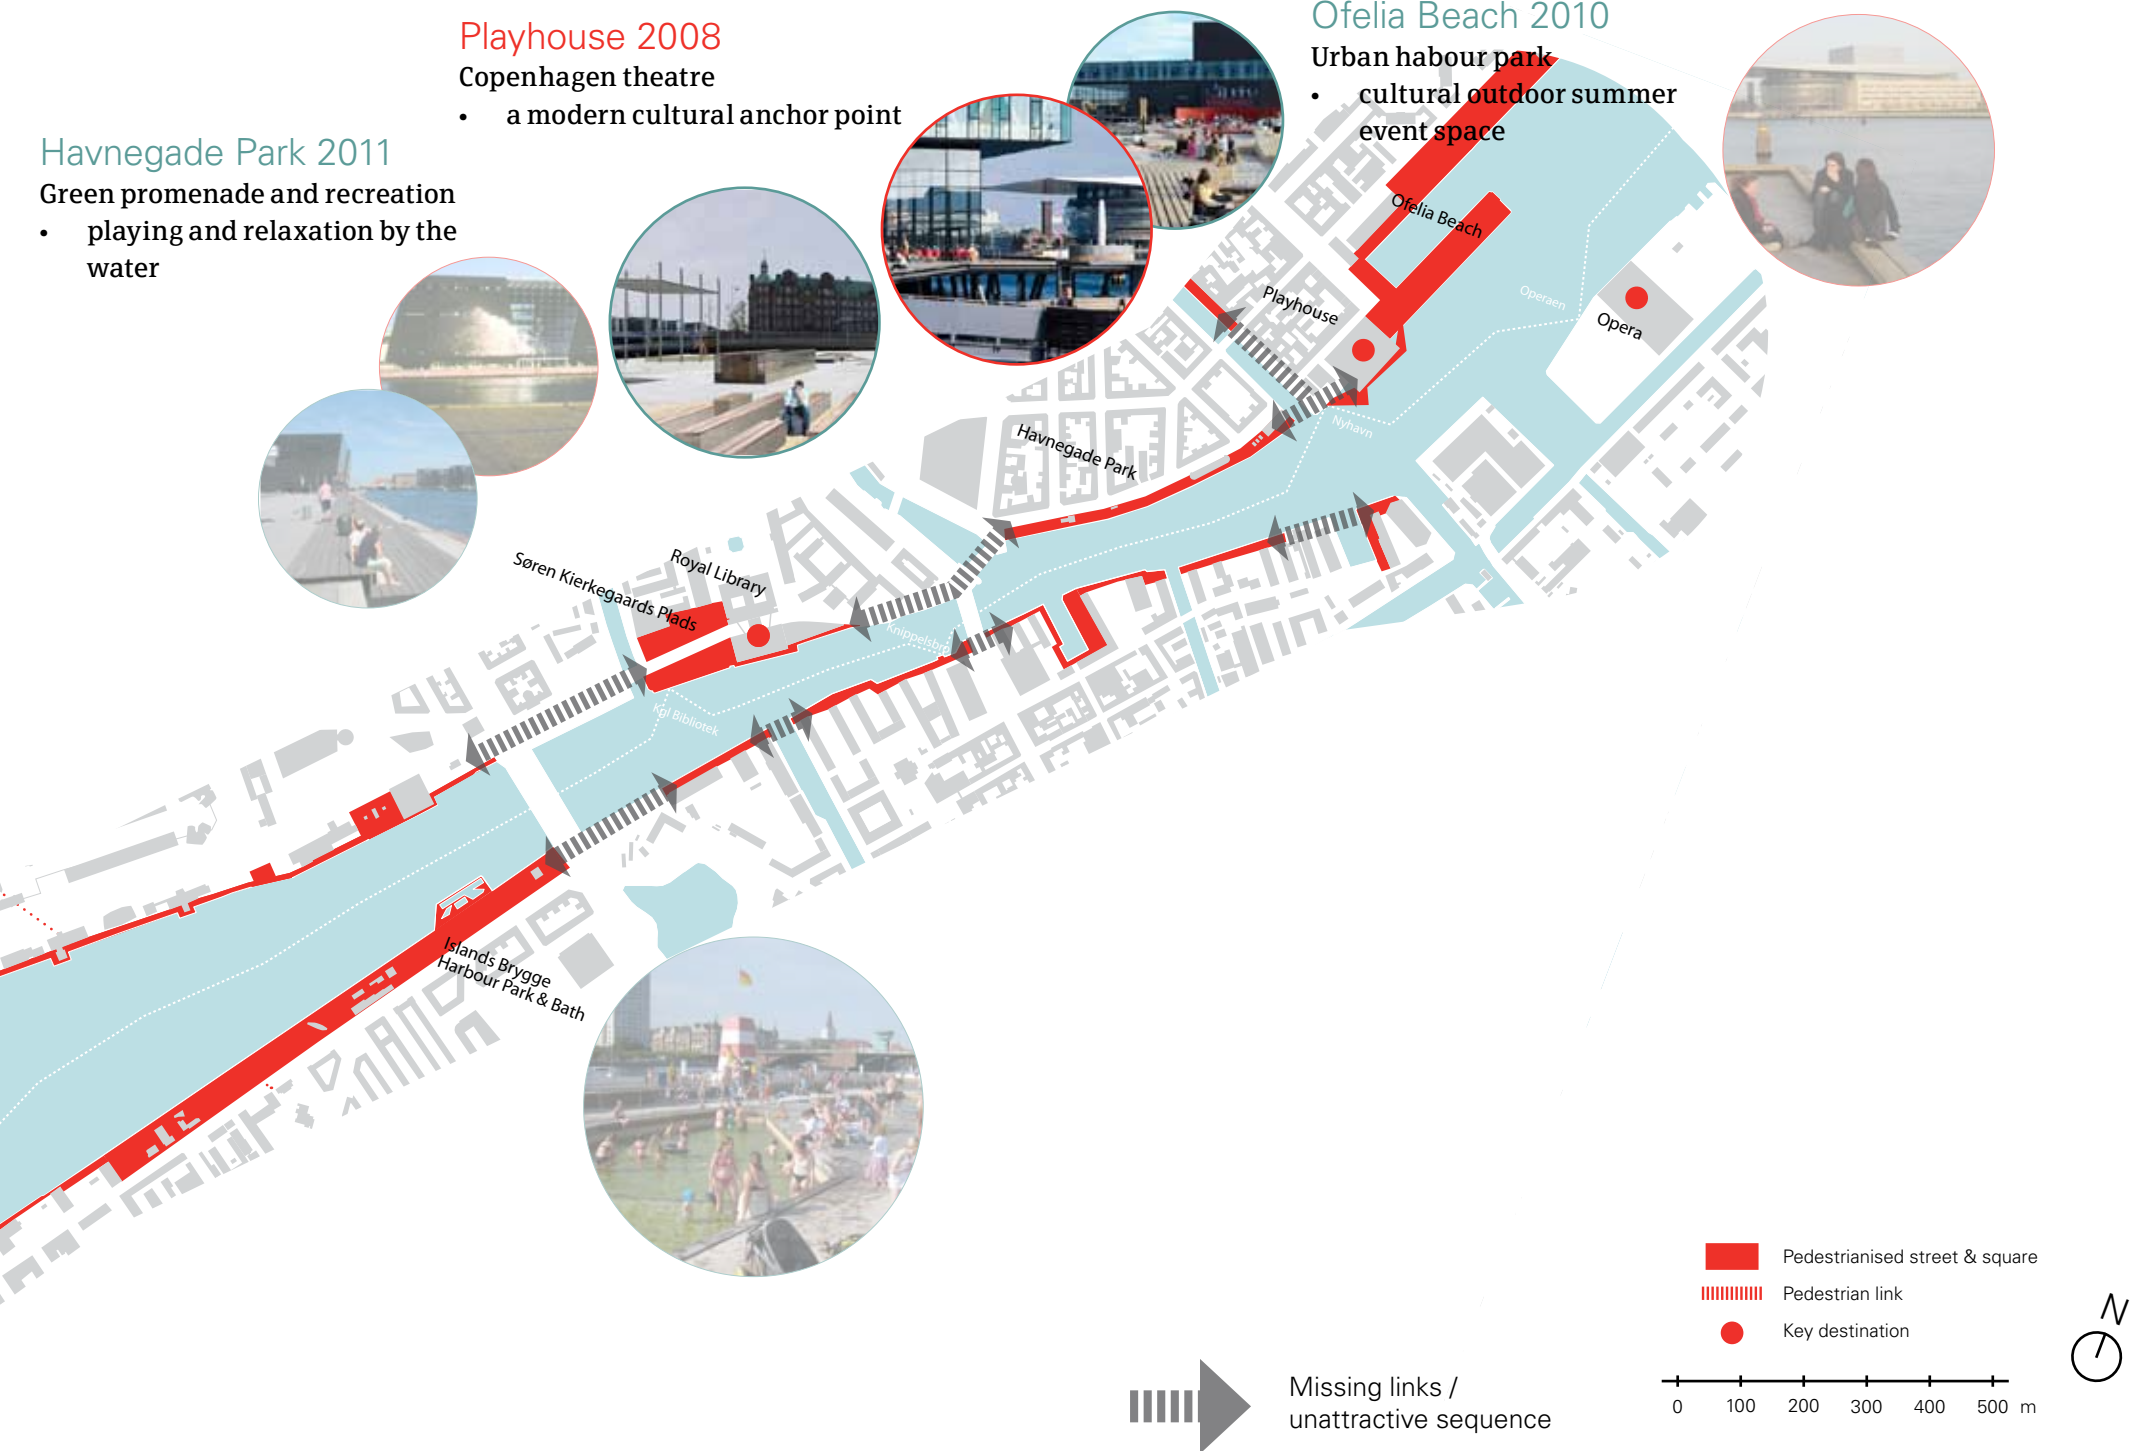 Ofelia Beach 2010
Urban habour park
• cultural outdoor summer
event space
Playhouse 2008
Copenhagen theatre
• a modern cultural anchor point
Havnegade Park 2011
Green promenade and recreation
• playing and relaxation by the
water
Ofelia Beach
Playhouse
Operaen
Opera
Nyhavn
Havnegade Park
Royal Library
Søren Kierkegaards Plads
Knippelsbro
Kgl Bibliotek
Islands Brygge
Harbour Park & Bath
Pedestrianised street & square
Pedestrian link
Key destination
N
Missing links /
unattractive sequence
0 100 200 300 400 500 m